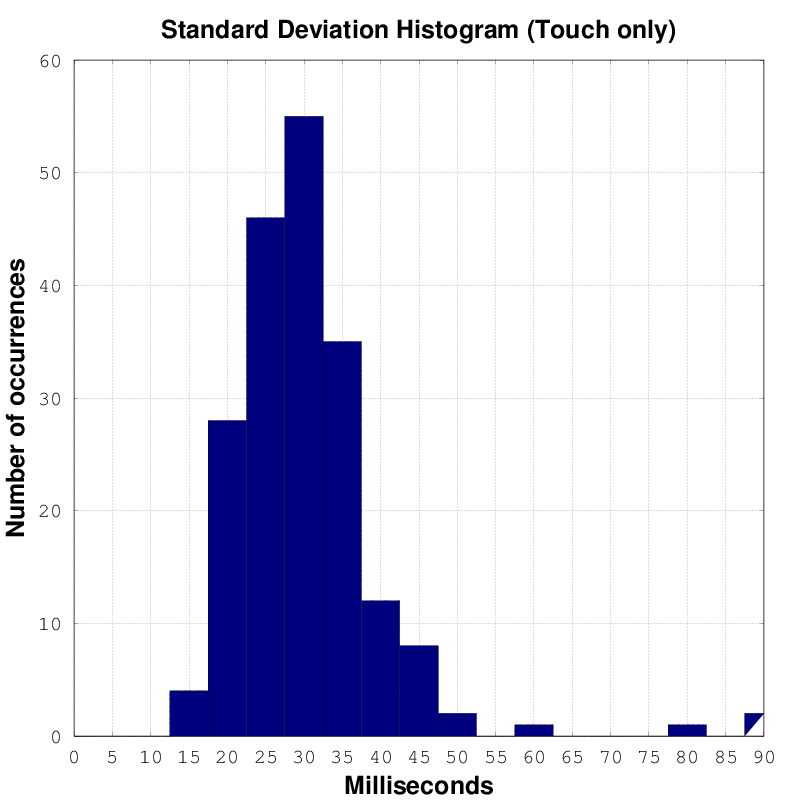 Standard Deviation Histogram (Touch only)
60
50
40
30
20
10
0
Number of occurrences
0 5 10 15 20 25 30 35 40 45 50 55 60 65 70 75 80 85 90
Milliseconds